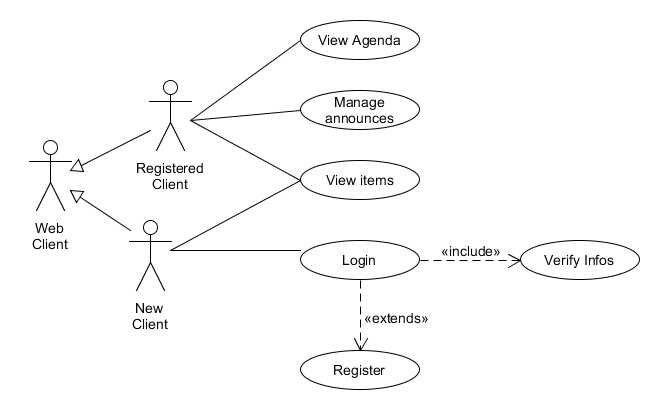 View Agenda
Manage
announces
Registered
Client
View items
Web
Client
New
Client
Login
«include»
Verify Infos
«extends»
Register